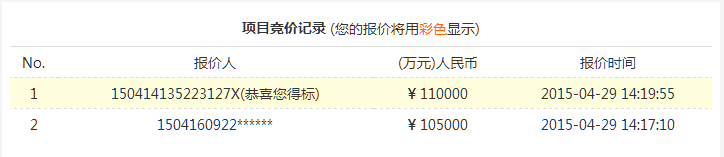 项目竞价记录 (您的报价将用彩色显示)
No. 报价人 (万元)人民币 报价时间
1 150414135223127X(恭喜您得标) ¥ 110000 2015-04-29 14:19:55
2 1504160922****** ¥ 105000 2015-04-29 14:17:10